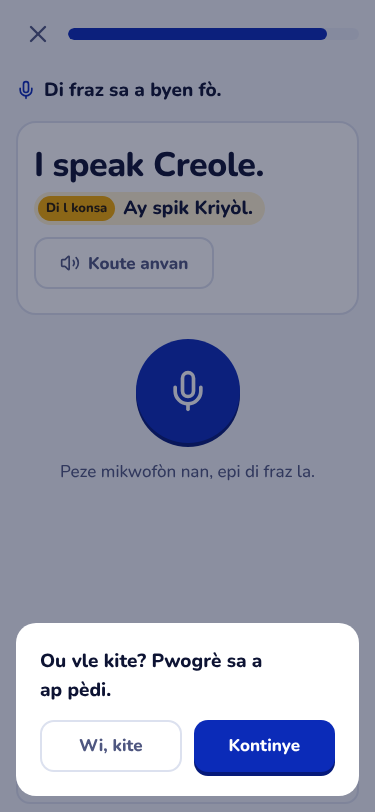 Di fraz sa a byen fò.
I speak Creole.
Di l konsa Ay spik Kriyòl.
Koute anvan
Peze mikwofòn nan, epi di fraz la.
Ou vle kite? Pwogrè sa a
ap pèdi.
Wi, kite Kontinye